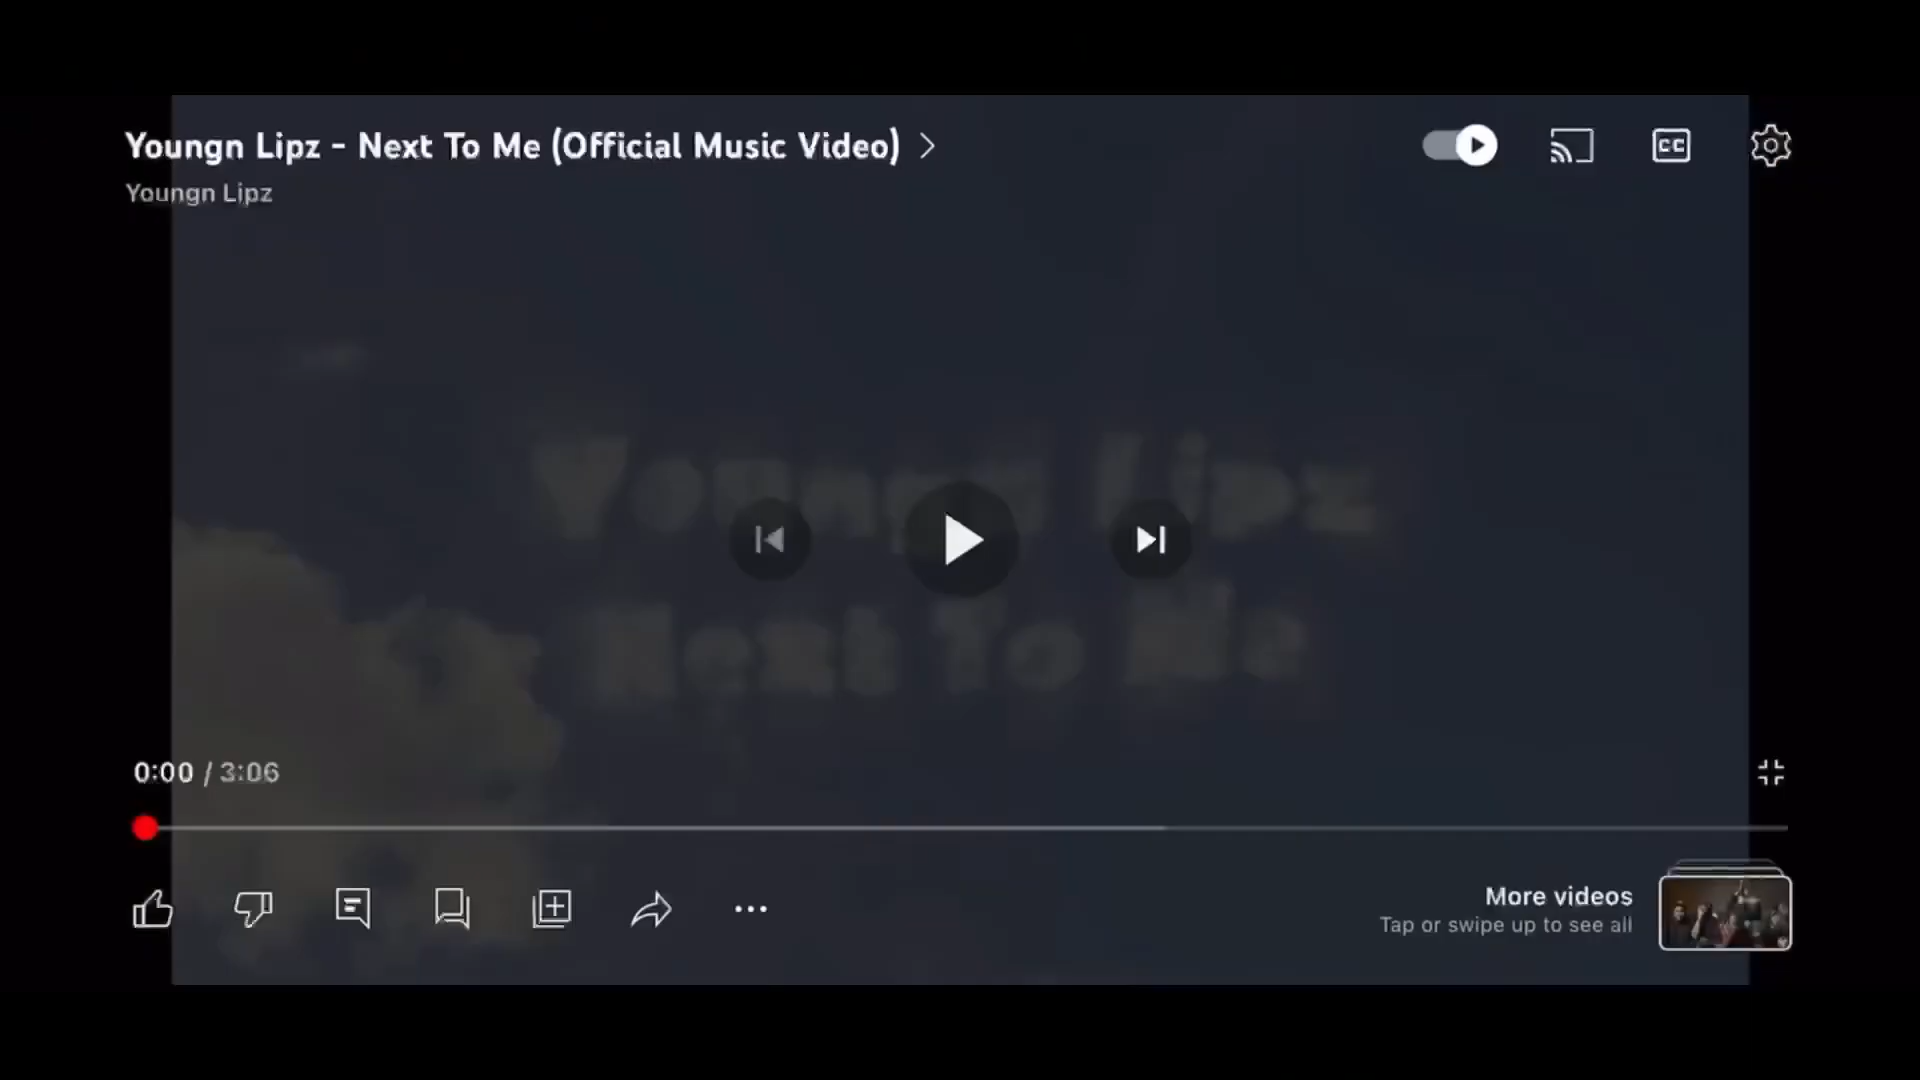 Youngn Lipz - Next To Me (Official Music Video)
Youngn Lipz
CC
Youngn Lipz
Next To Me
0:00 / 3:06
More videos
Tap or swipe up to see all